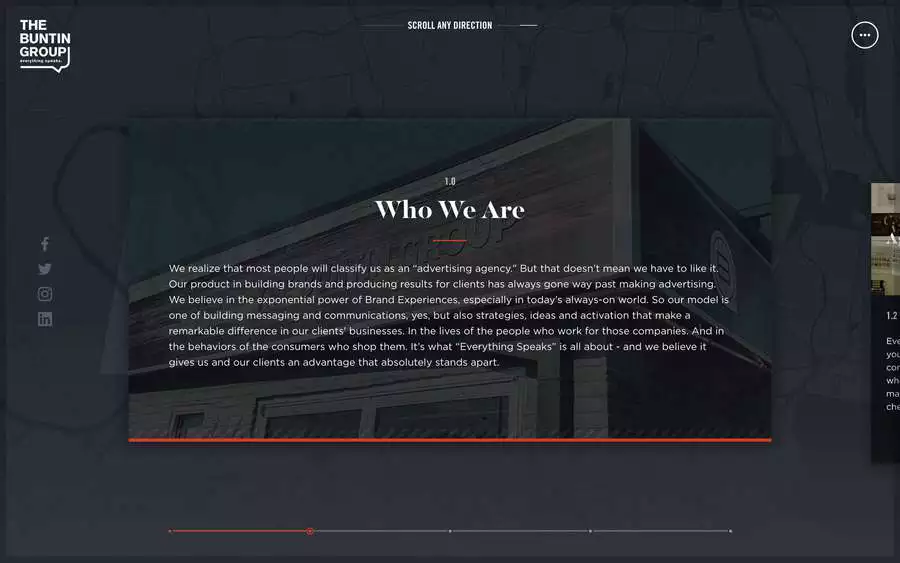 THE
BUNTIN
GROUP
everything speaks.
SCROLL ANY DIRECTION
1.0
Who We Are
We realize that most people will classify us as an “advertising agency.” But that doesn’t mean we have to like it.
Our product in building brands and producing results for clients has always gone way past making advertising.
We believe in the exponential power of Brand Experiences, especially in today’s always-on world. So our model is
one of building messaging and communications, yes, but also strategies, ideas and activation that make a
remarkable difference in our clients' businesses. In the lives of the people who work for those companies. And in
the behaviors of the consumers who shop them. It’s what “Everything Speaks” is all about - and we believe it
gives us and our clients an advantage that absolutely stands apart.
1.2